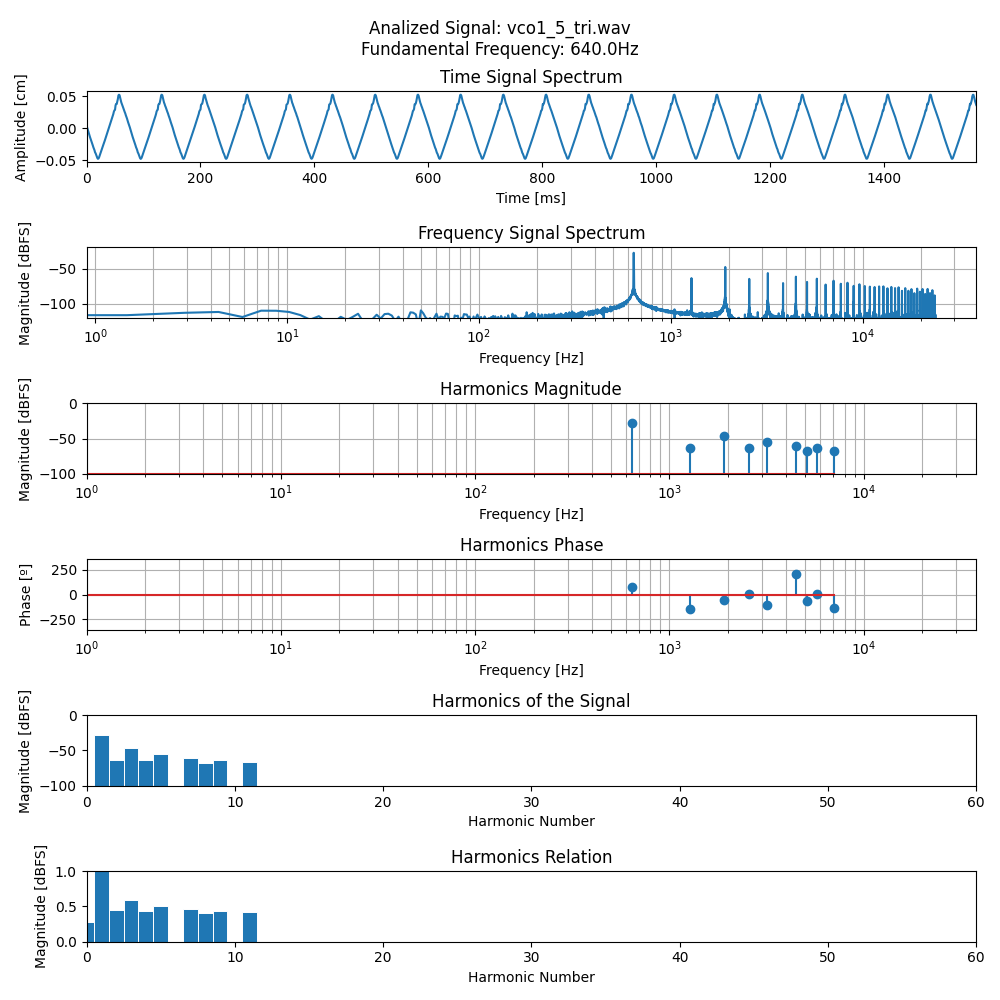 Analized Signal: vco1_5_tri.wav
Fundamental Frequency: 640.0Hz
Time Signal Spectrum
Amplitude [cm]
0.05
0.00
−0.05
0 200 400 600 800 1000 1200 1400
Time [ms]
Frequency Signal Spectrum
Magnitude [dBFS]
−50
−100
10⁰ 10¹ 10² 10³ 10⁴
Frequency [Hz]
Harmonics Magnitude
Magnitude [dBFS]
0
−50
−100
10⁰ 10¹ 10² 10³ 10⁴
Frequency [Hz]
Harmonics Phase
Phase [º]
250
0
−250
10⁰ 10¹ 10² 10³ 10⁴
Frequency [Hz]
Harmonics of the Signal
Magnitude [dBFS]
0
−50
−100
0 10 20 30 40 50 60
Harmonic Number
Harmonics Relation
Magnitude [dBFS]
1.0
0.5
0.0
0 10 20 30 40 50 60
Harmonic Number